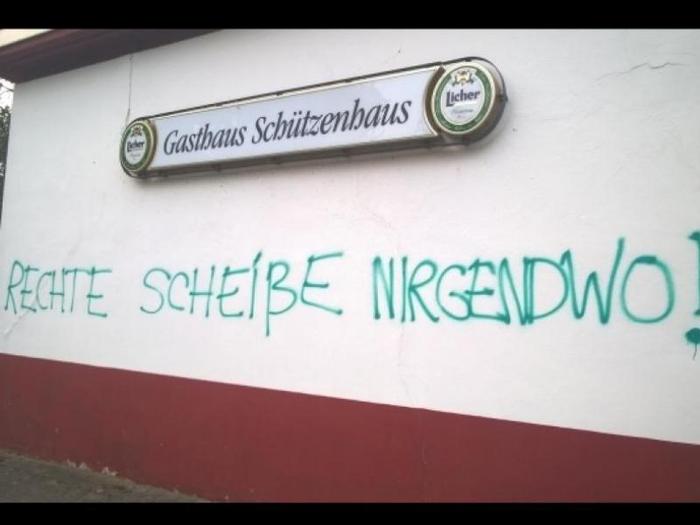 Licher Gasthaus Schützenhaus Licher
RECHTE SCHEIßE NIRGENDWO!